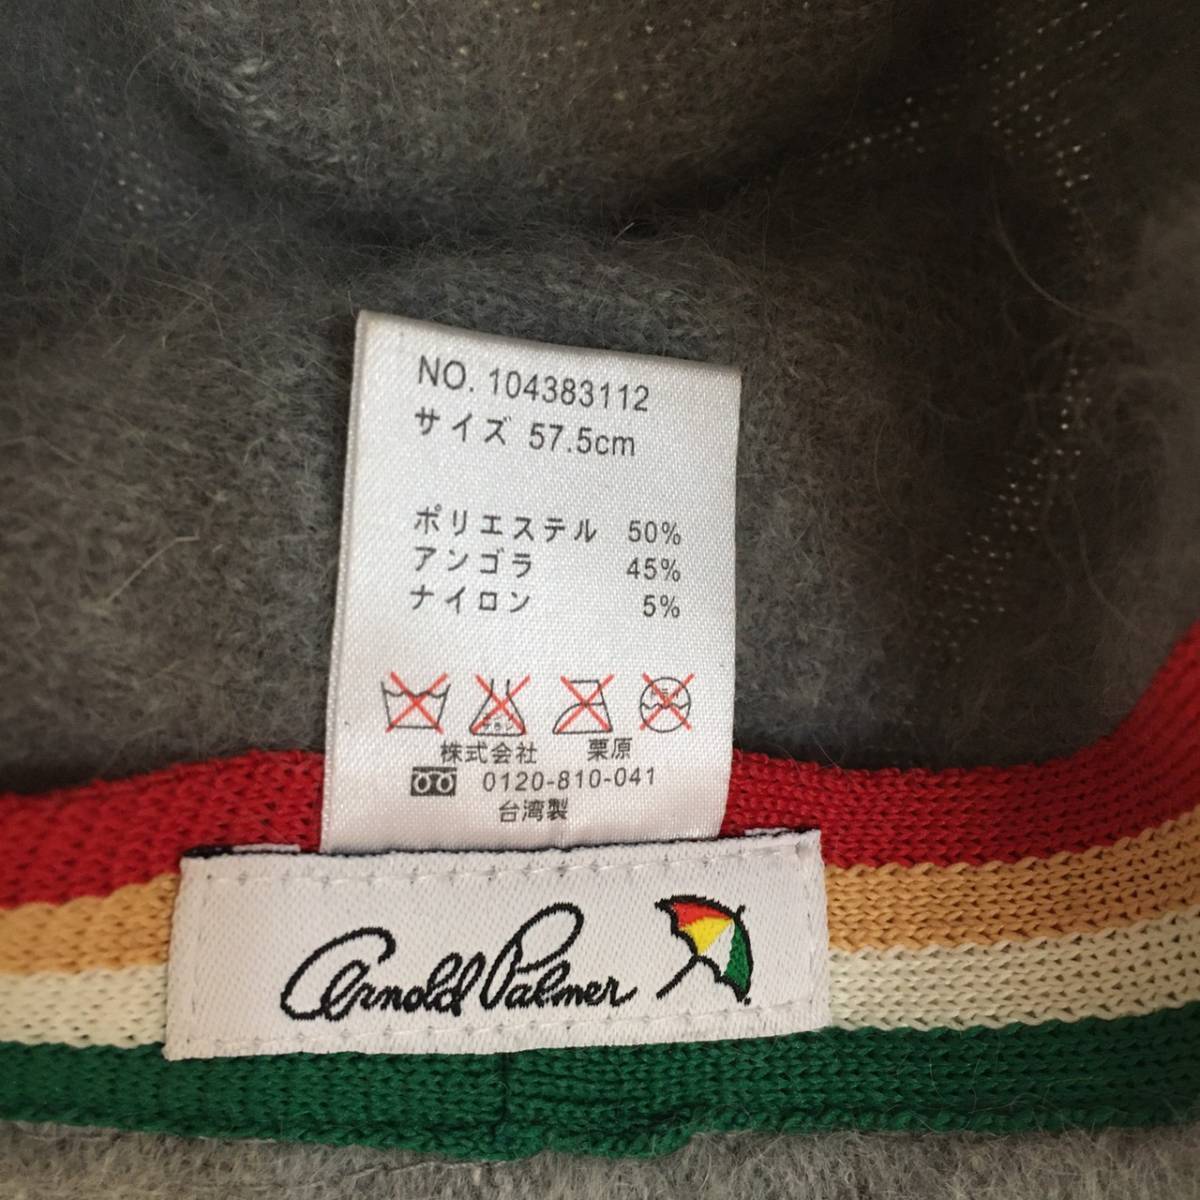 NO. 104383112
サイズ 57.5cm
ポリエステル 50%
アンゴラ 45%
ナイロン 5%
株式会社 栗原
0120-810-041
台湾製
Arnold Palmer